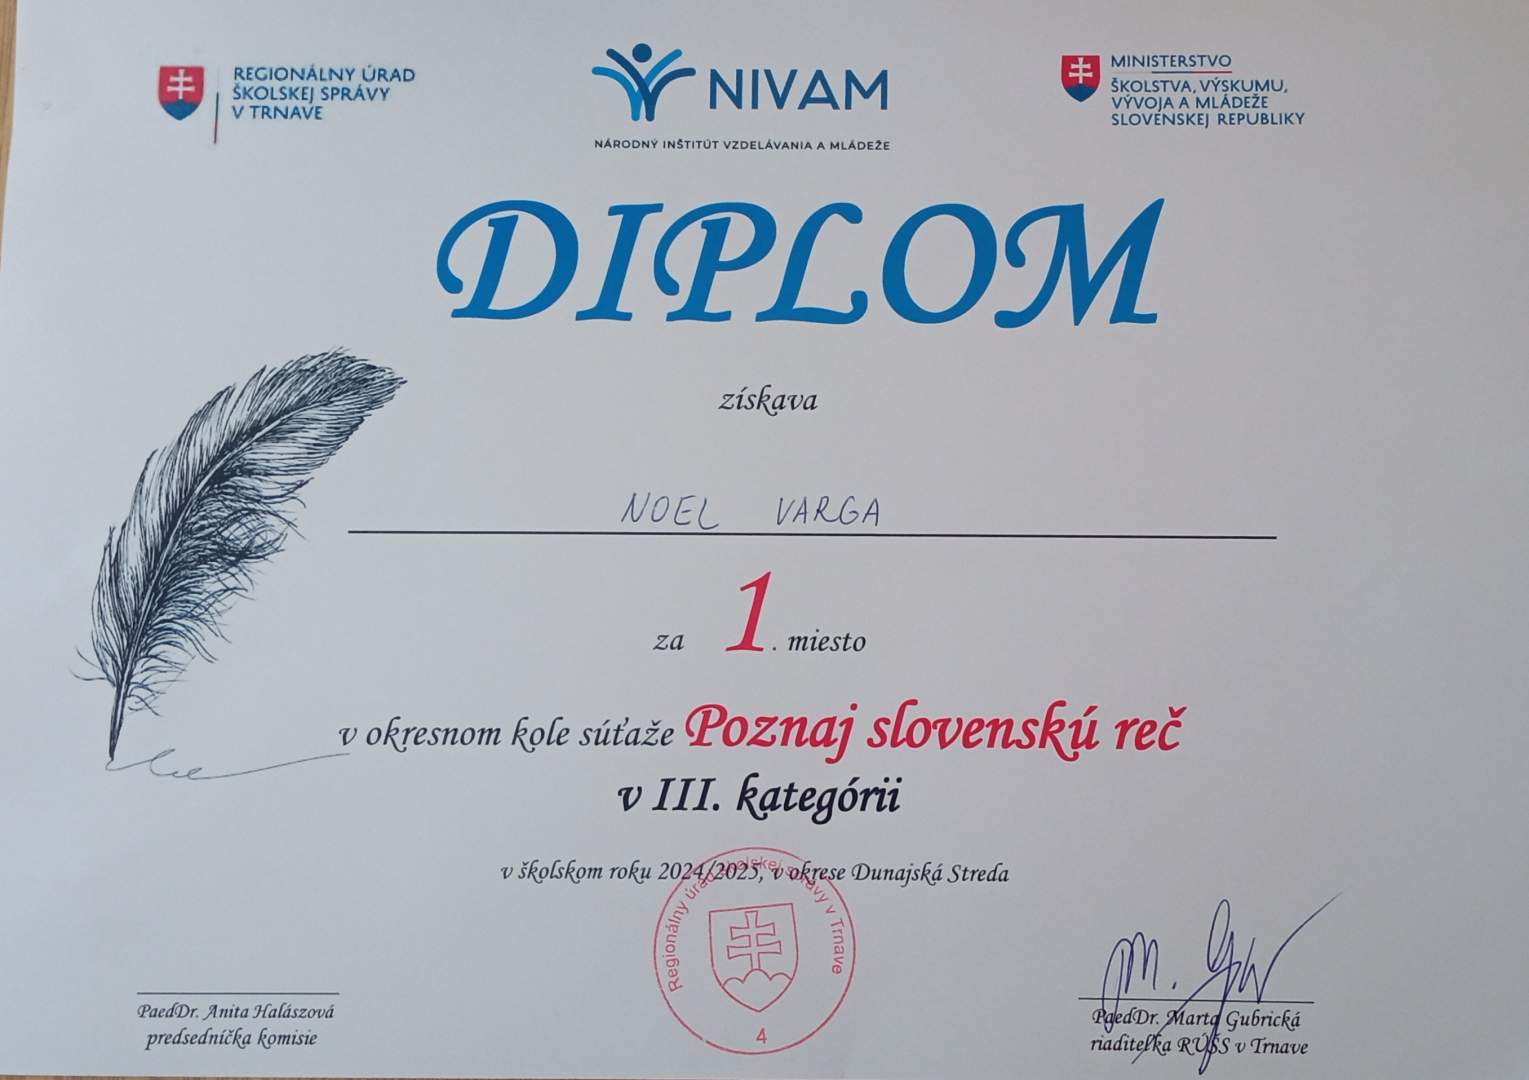 REGIONÁLNY ÚRAD
ŠKOLSKEJ SPRÁVY
V TRNAVE
NIVAM
NÁRODNÝ INŠTITÚT VZDELÁVANIA A MLÁDEŽE
MINISTERSTVO
ŠKOLSTVA, VÝSKUMU,
VÝVOJA A MLÁDEŽE
SLOVENSKEJ REPUBLIKY
DIPLOM
získava
NOEL VARGA
za 1. miesto
v okresnom kole súťaže Poznaj slovenskú reč
v III. kategórii
v školskom roku 2024/2025, v okrese Dunajská Streda
Regionálny úrad školskej správy v Trnave
4
PaedDr. Anita Halászová
predsedníčka komisie
PaedDr. Marta Gubrická
riaditeľka RÚŠS v Trnave